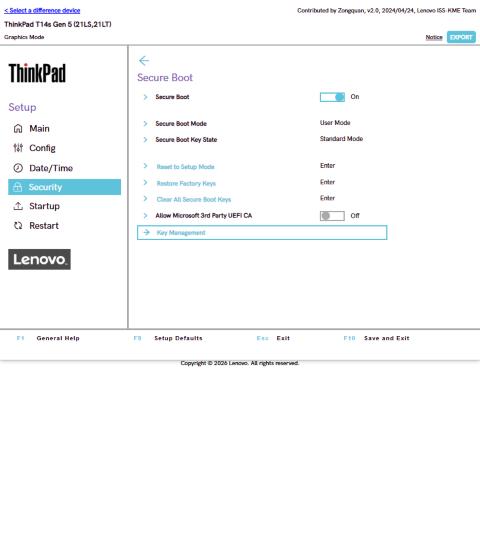 < Select a difference device
Contributed by Zongquan, v2.0, 2024/04/24, Lenovo ISS-KME Team
ThinkPad T14s Gen 5 (21LS,21LT)
Graphics Mode
Notice EXPORT
ThinkPad
Setup
Main
Config
Date/Time
Security
Startup
Restart
Lenovo.
Secure Boot
Secure Boot On
Secure Boot Mode User Mode
Secure Boot Key State Standard Mode
Reset to Setup Mode Enter
Restore Factory Keys Enter
Clear All Secure Boot Keys Enter
Allow Microsoft 3rd Party UEFI CA Off
Key Management
F1 General Help F9 Setup Defaults Esc Exit F10 Save and Exit
Copyright © 2026 Lenovo. All rights reserved.